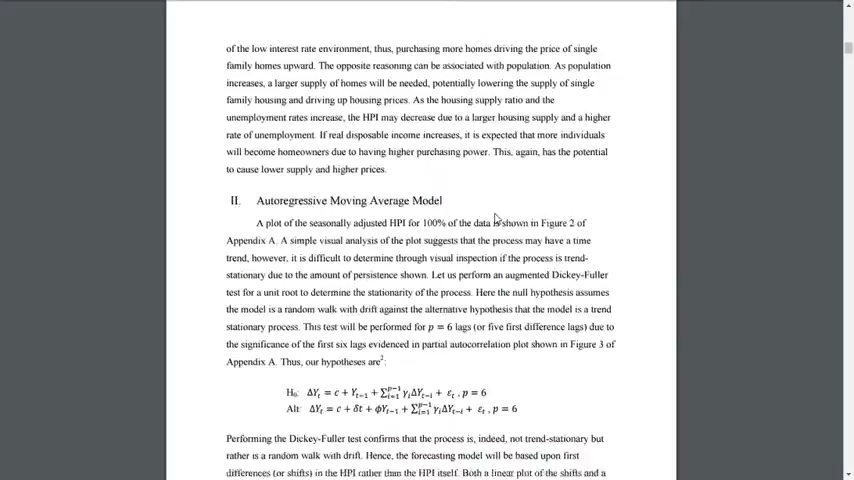 of the low interest rate environment, thus, purchasing more homes driving the price of single
family homes upward. The opposite reasoning can be associated with population. As population
increases, a larger supply of homes will be needed, potentially lowering the supply of single
family housing and driving up housing prices. As the housing supply ratio and the
unemployment rates increase, the HPI may decrease due to a larger housing supply and a higher
rate of unemployment. If real disposable income increases, it is expected that more individuals
will become homeowners due to having higher purchasing power. This, again, has the potential
to cause lower supply and higher prices.
II. Autoregressive Moving Average Model
A plot of the seasonally adjusted HPI for 100% of the data is shown in Figure 2 of
Appendix A. A simple visual analysis of the plot suggests that the process may have a time
trend, however, it is difficult to determine through visual inspection if the process is trend-
stationary due to the amount of persistence shown. Let us perform an augmented Dickey-Fuller
test for a unit root to determine the stationarity of the process. Here the null hypothesis assumes
the model is a random walk with drift against the alternative hypothesis that the model is a trend
stationary process. This test will be performed for p = 6 lags (or five first difference lags) due to
the significance of the first six lags evidenced in partial autocorrelation plot shown in Figure 3 of
Appendix A. Thus, our hypotheses are²:
H₀: ΔYₜ = c + Yₜ₋₁ + ∑ᵢ₌₁ᵖ⁻¹ γᵢΔYₜ₋ᵢ + εₜ , p = 6
Alt: ΔYₜ = c + δt + ϕYₜ₋₁ + ∑ᵢ₌₁ᵖ⁻¹ γᵢΔYₜ₋ᵢ + εₜ , p = 6
Performing the Dickey-Fuller test confirms that the process is, indeed, not trend-stationary but
rather is a random walk with drift. Hence, the forecasting model will be based upon first
differences (or shifts) in the HPI rather than the HPI itself. Both a linear plot of the shifts and a